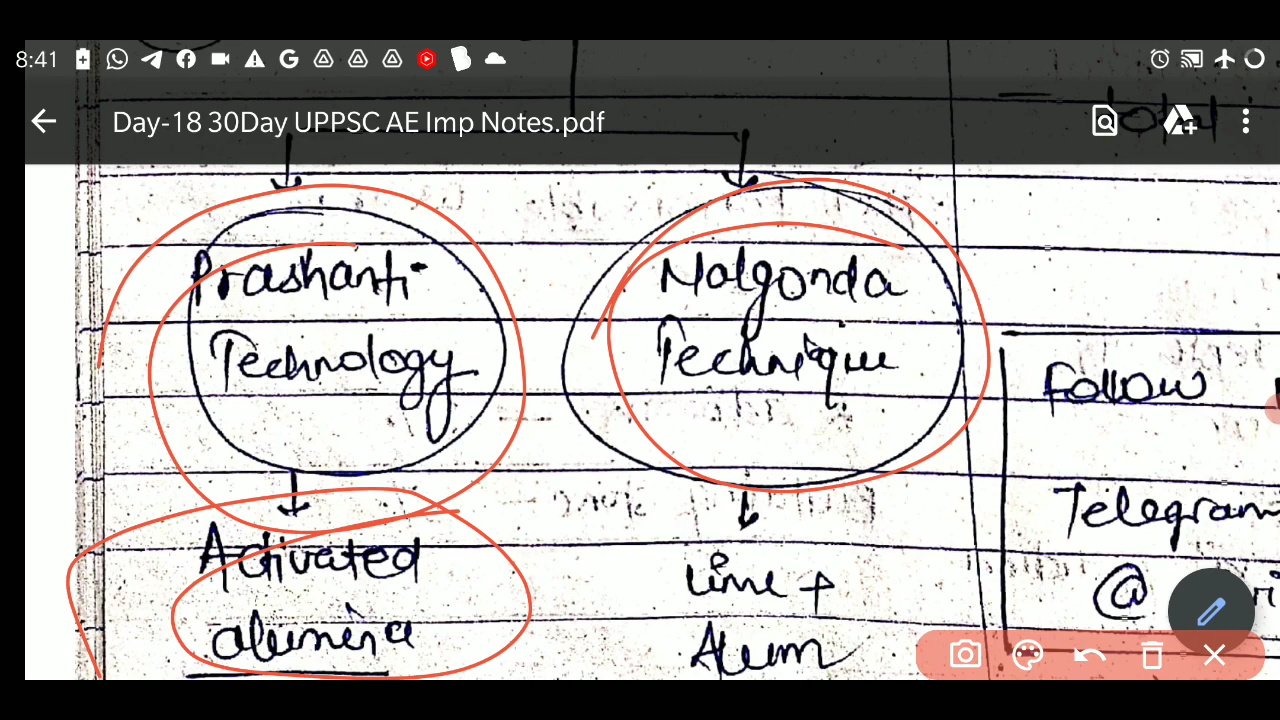 8:41
Day-18 30Day UPPSC AE Imp Notes.pdf
total
Prashanti
Technology
Nalgonda
Technique
Activated
alumina
Lime +
Alum
Follow
Telegram
@